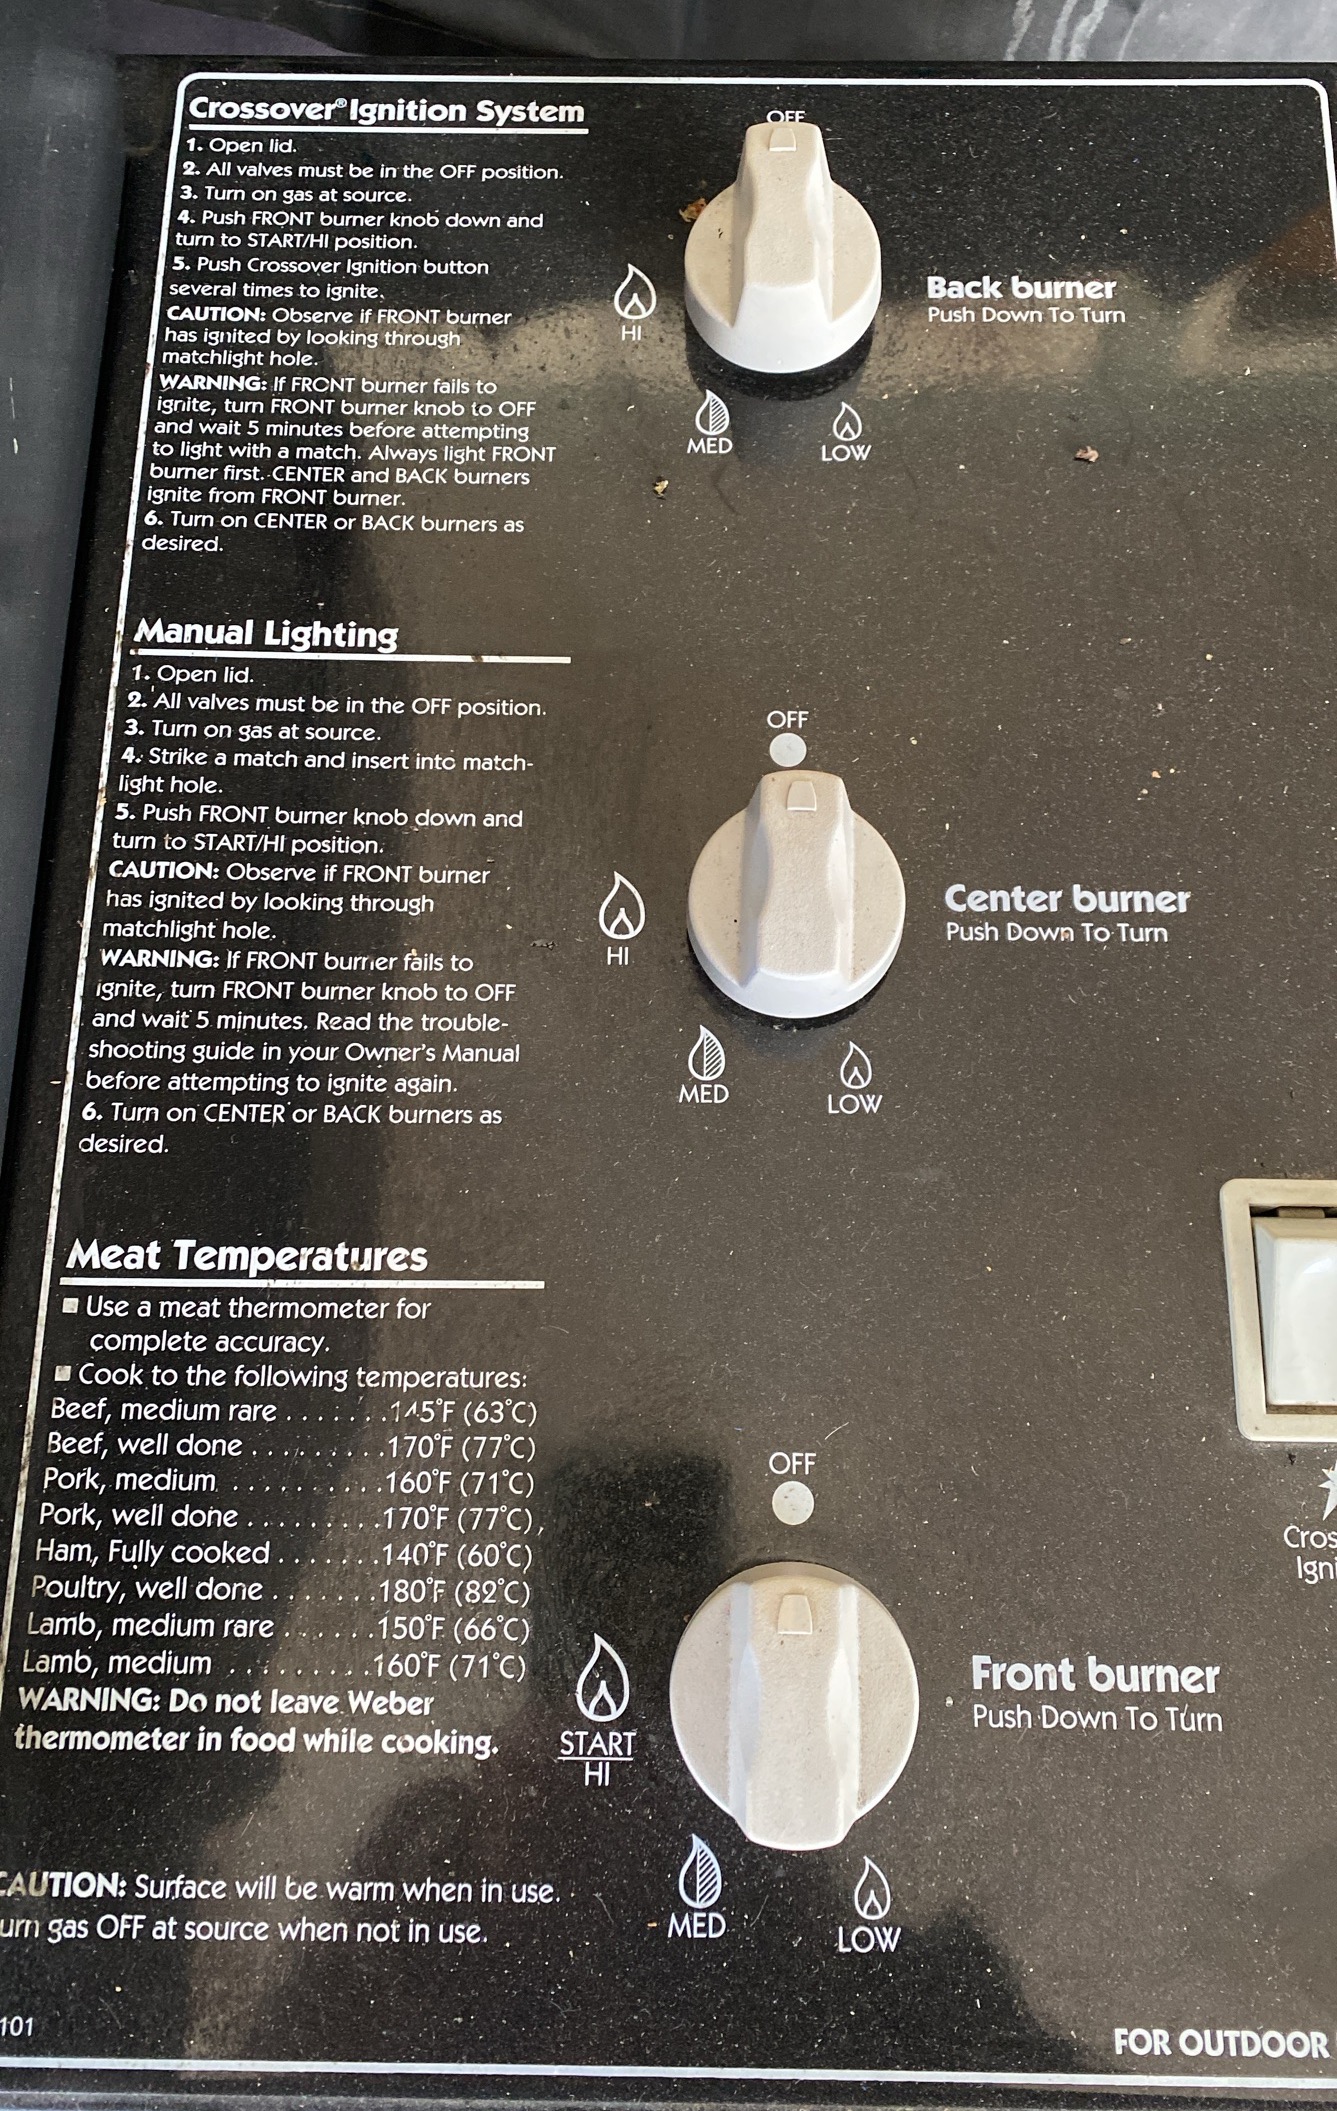 Crossover® Ignition System
1. Open lid.
2. All valves must be in the OFF position.
3. Turn on gas at source.
4. Push FRONT burner knob down and
turn to START/HI position.
5. Push Crossover Ignition button
several times to ignite.
CAUTION: Observe if FRONT burner
has ignited by looking through
matchlight hole.
WARNING: If FRONT burner fails to
ignite, turn FRONT burner knob to OFF
and wait 5 minutes before attempting
to light with a match. Always light FRONT
burner first. CENTER and BACK burners
ignite from FRONT burner.
6. Turn on CENTER or BACK burners as
desired.
Manual Lighting
1. Open lid.
2. All valves must be in the OFF position.
3. Turn on gas at source.
4. Strike a match and insert into match-
light hole.
5. Push FRONT burner knob down and
turn to START/HI position.
CAUTION: Observe if FRONT burner
has ignited by looking through
matchlight hole.
WARNING: If FRONT burner fails to
ignite, turn FRONT burner knob to OFF
and wait 5 minutes. Read the trouble-
shooting guide in your Owner's Manual
before attempting to ignite again.
6. Turn on CENTER or BACK burners as
desired.
Meat Temperatures
■ Use a meat thermometer for
complete accuracy.
■ Cook to the following temperatures:
Beef, medium rare . . . . . . . 145°F (63°C)
Beef, well done . . . . . . . . . 170°F (77°C)
Pork, medium . . . . . . . . . . 160°F (71°C)
Pork, well done . . . . . . . . . 170°F (77°C)
Ham, Fully cooked . . . . . . . 140°F (60°C)
Poultry, well done . . . . . . . 180°F (82°C)
Lamb, medium rare . . . . . . 150°F (66°C)
Lamb, medium . . . . . . . . . 160°F (71°C)
WARNING: Do not leave Weber
thermometer in food while cooking.
CAUTION: Surface will be warm when in use.
urn gas OFF at source when not in use.
101
OFF
HI
MED
LOW
Back burner
Push Down To Turn
OFF
HI
MED
LOW
Center burner
Push Down To Turn
OFF
START
HI
MED
LOW
Front burner
Push Down To Turn
Cros
Igni
FOR OUTDOOR